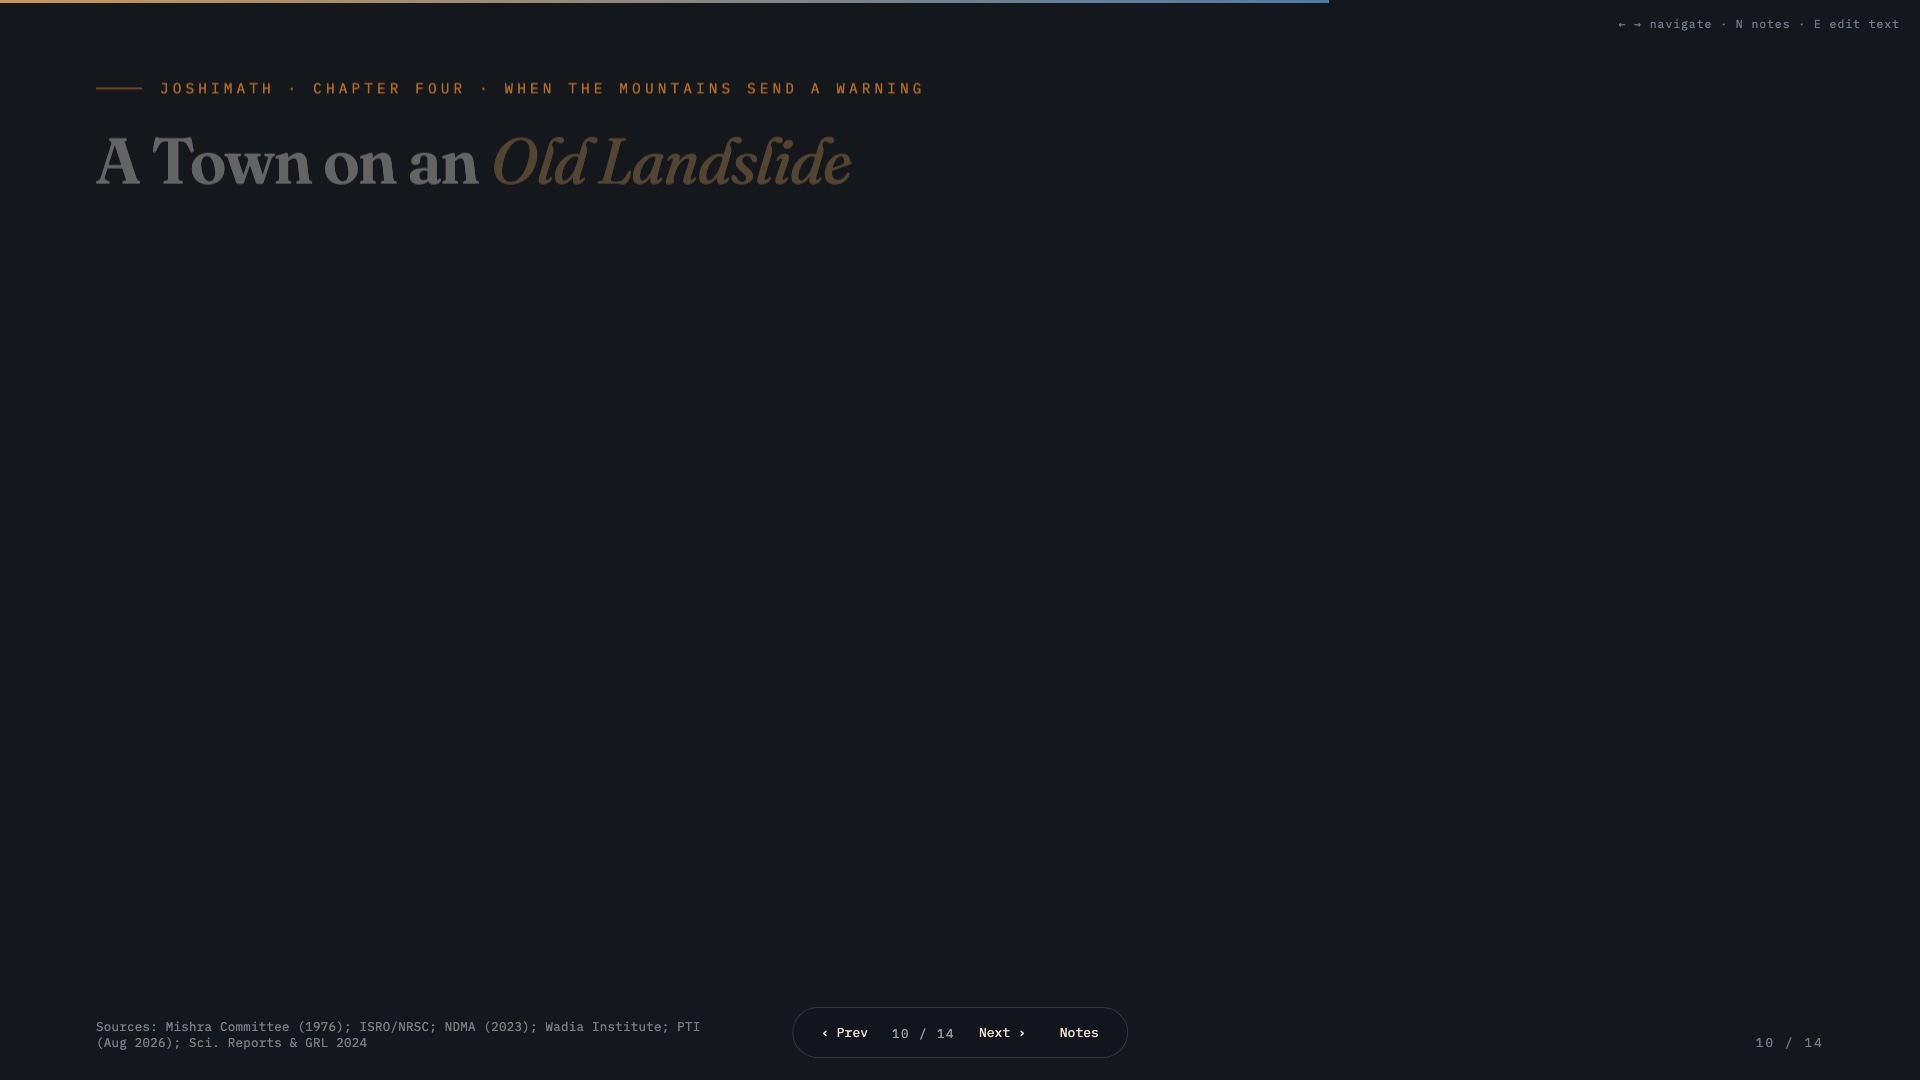 ← → navigate · N notes · E edit text
JOSHIMATH · CHAPTER FOUR · WHEN THE MOUNTAINS SEND A WARNING
A Town on an Old Landslide
Sources: Mishra Committee (1976); ISRO/NRSC; NDMA (2023); Wadia Institute; PTI
(Aug 2026); Sci. Reports & GRL 2024
‹ Prev 10 / 14 Next › Notes
10 / 14